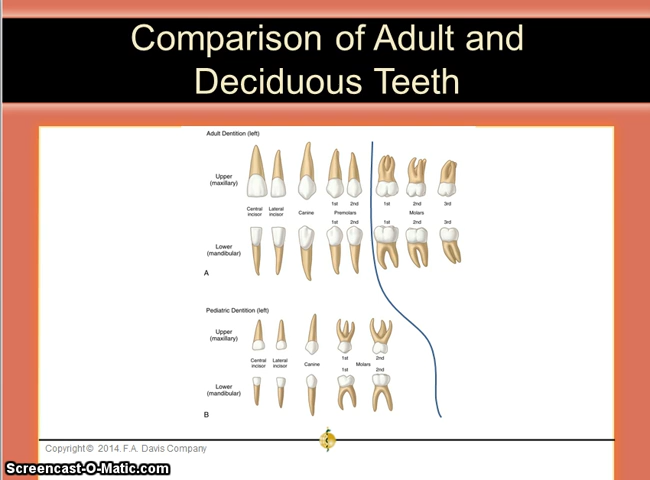 Comparison of Adult and
Deciduous Teeth
Adult Dentition (left)
Upper
(maxillary)
1st 2nd 1st 2nd 3rd
Central
incisor
Lateral
incisor
Canine
Premolars
Molars
1st 2nd 1st 2nd 3rd
Lower
(mandibular)
A
Pediatric Dentition (left)
Upper
(maxillary)
1st 2nd
Central
incisor
Lateral
incisor
Canine
Molars
1st 2nd
Lower
(mandibular)
B
Copyright © 2014. F.A. Davis Company
Screencast-O-Matic.com